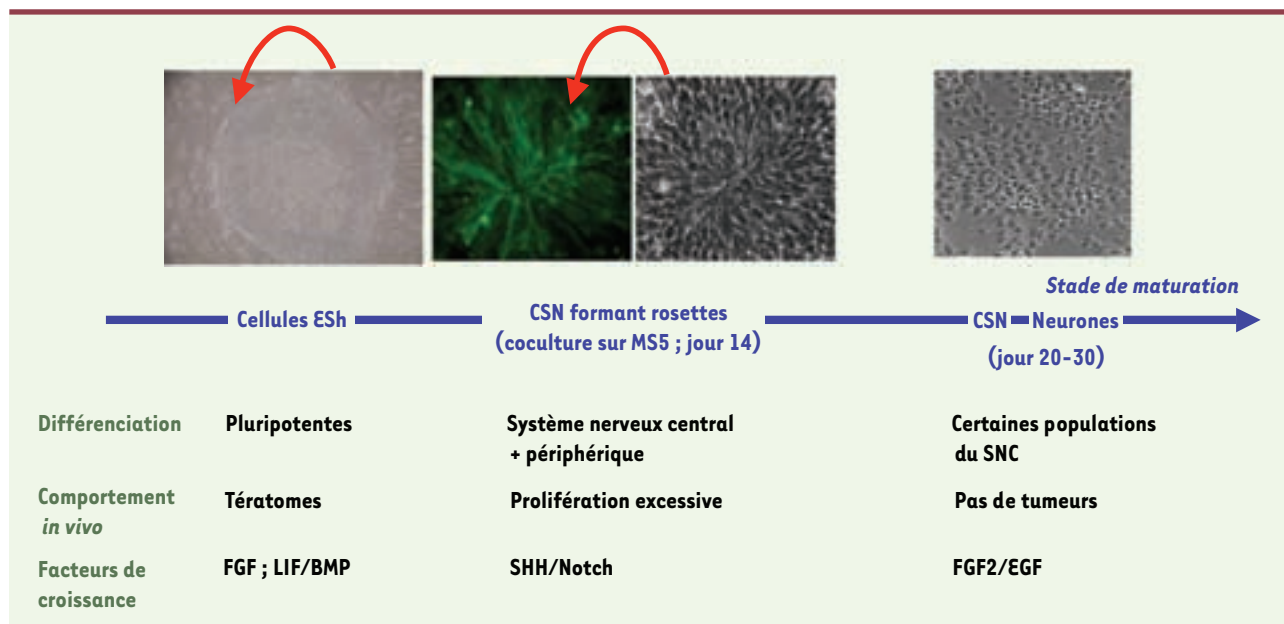 Stade de maturation
Cellules ESh
CSN formant rosettes
(coculture sur MS5 ; jour 14)
CSN
Neurones
(jour 20-30)
Différenciation
Pluripotentes
Système nerveux central
+ périphérique
Certaines populations
du SNC
Comportement
in vivo
Tératomes
Prolifération excessive
Pas de tumeurs
Facteurs de
croissance
FGF ; LIF/BMP
SHH/Notch
FGF2/EGF